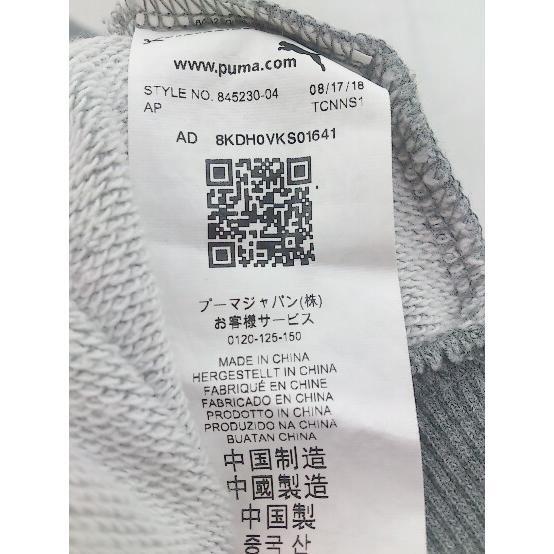 www.puma.com
STYLE NO. 845230-04 08/17/18
AP TCNNS1
AD 8KDH0VKS01641
プーマジャパン(株)
お客様サービス
0120-125-150
MADE IN CHINA
HERGESTELLT IN CHINA
FABRIQUÉ EN CHINE
FABRICADO EN CHINA
PRODOTTO IN CHINA
PRODUZIDO NA CHINA
BUATAN CHINA
中国制造
中國製造
中国製
중국 산